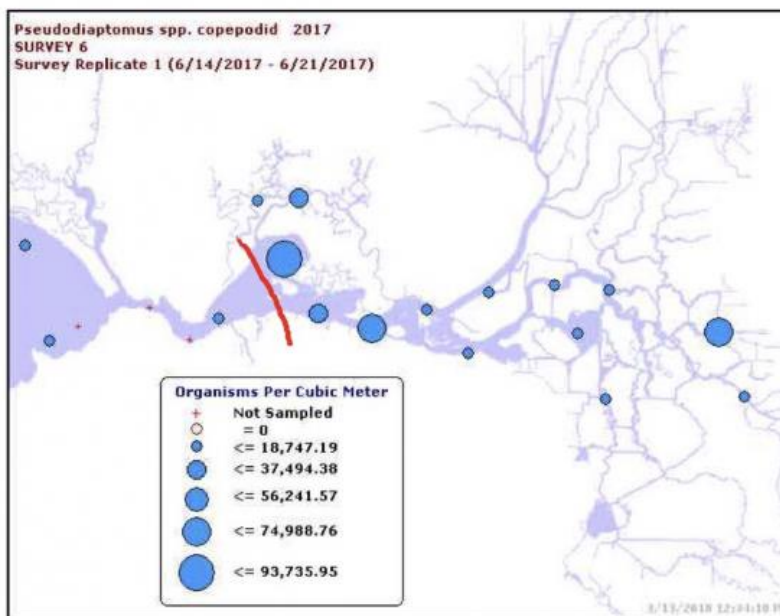 Pseudodiaptomus spp. copepodid 2017
SURVEY 6
Survey Replicate 1 (6/14/2017 - 6/21/2017)
Organisms Per Cubic Meter
Not Sampled
= 0
<= 18,747.19
<= 37,494.38
<= 56,241.57
<= 74,988.76
<= 93,735.95